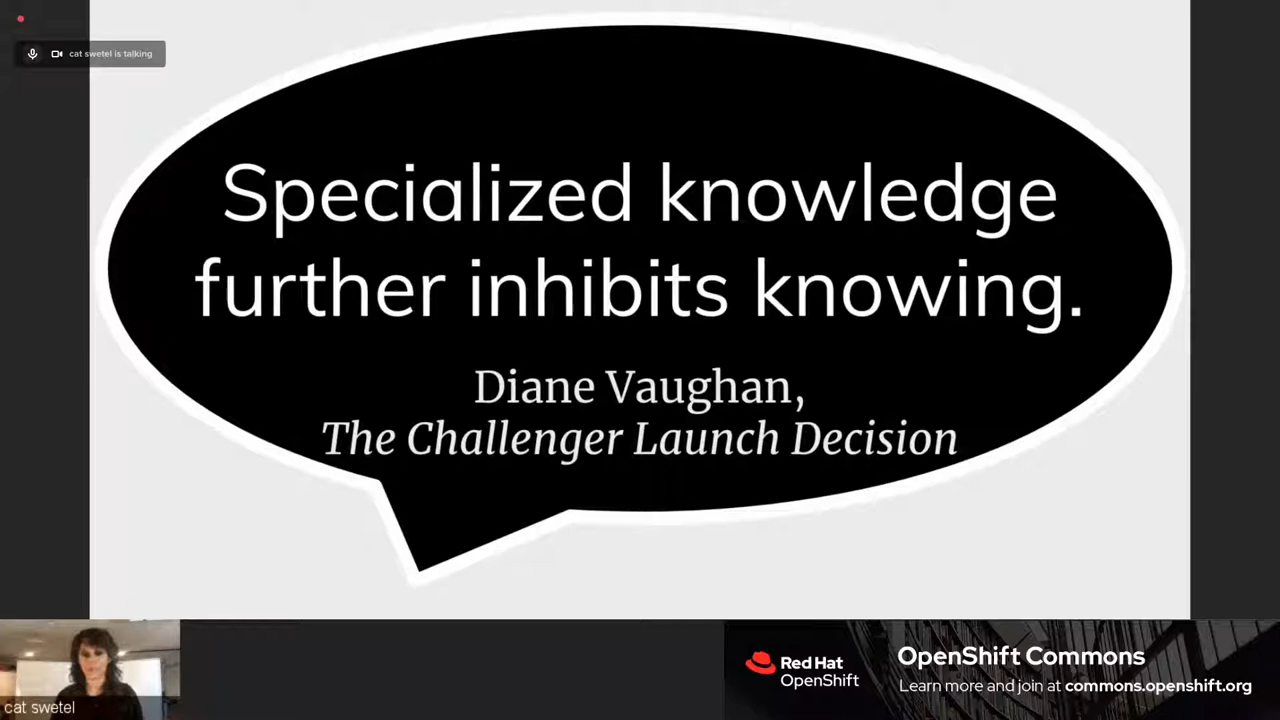 cat swetel is talking
Specialized knowledge
further inhibits knowing.
Diane Vaughan,
The Challenger Launch Decision
cat swetel
Red Hat
OpenShift
OpenShift Commons
Learn more and join at commons.openshift.org